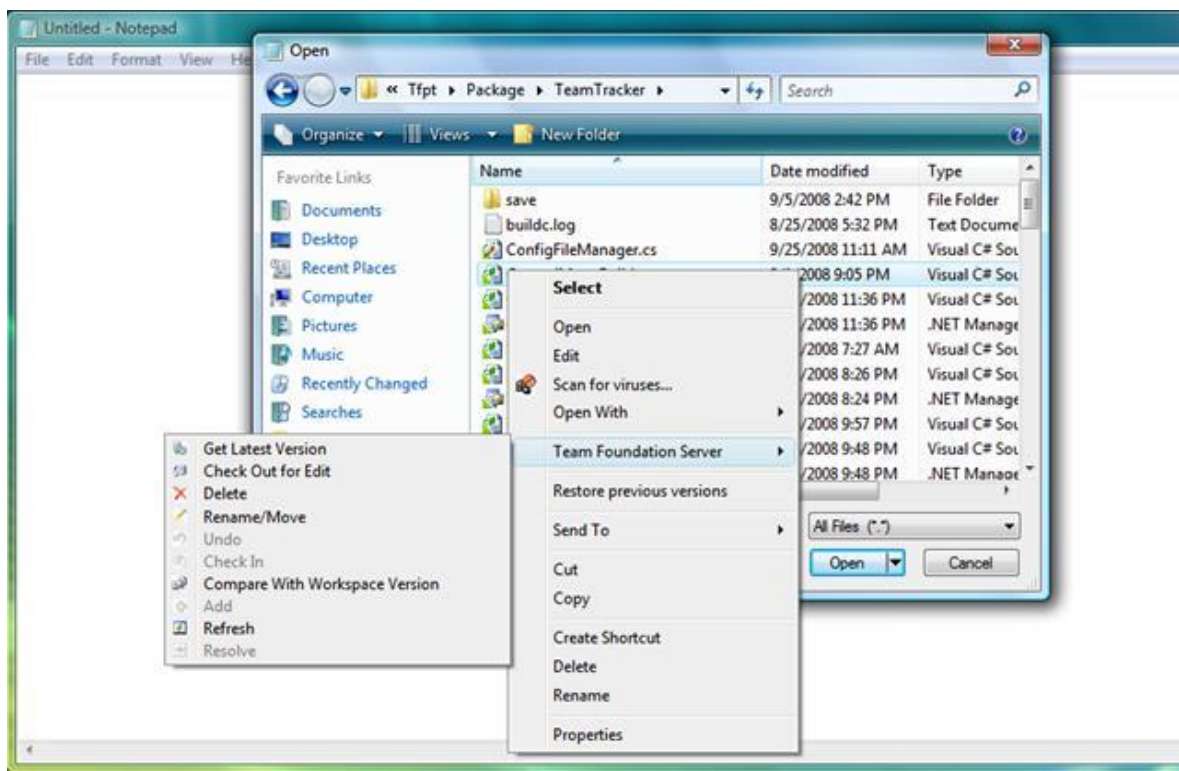 Untitled - Notepad
File Edit Format View He
Open
« Tfpt Package TeamTracker
Search
Organize Views New Folder
Favorite Links
Documents
Desktop
Recent Places
Computer
Pictures
Music
Recently Changed
Searches
Name Date modified Type
save 9/5/2008 2:42 PM File Folder
buildc.log 8/25/2008 5:32 PM Text Docume
ConfigFileManager.cs 9/25/2008 11:11 AM Visual C# Sou
2008 9:05 PM Visual C# Sou
/2008 11:36 PM Visual C# Sou
/2008 11:36 PM .NET Manage
/2008 7:27 AM Visual C# Sou
/2008 8:26 PM Visual C# Sou
/2008 8:24 PM .NET Manage
/2008 9:57 PM Visual C# Sou
/2008 9:48 PM Visual C# Sou
/2008 9:48 PM .NET Manage
All Files (*.*)
Open Cancel
Select
Open
Edit
Scan for viruses...
Open With
Team Foundation Server
Restore previous versions
Send To
Cut
Copy
Create Shortcut
Delete
Rename
Properties
Get Latest Version
Check Out for Edit
Delete
Rename/Move
Undo
Check In
Compare With Workspace Version
Add
Refresh
Resolve